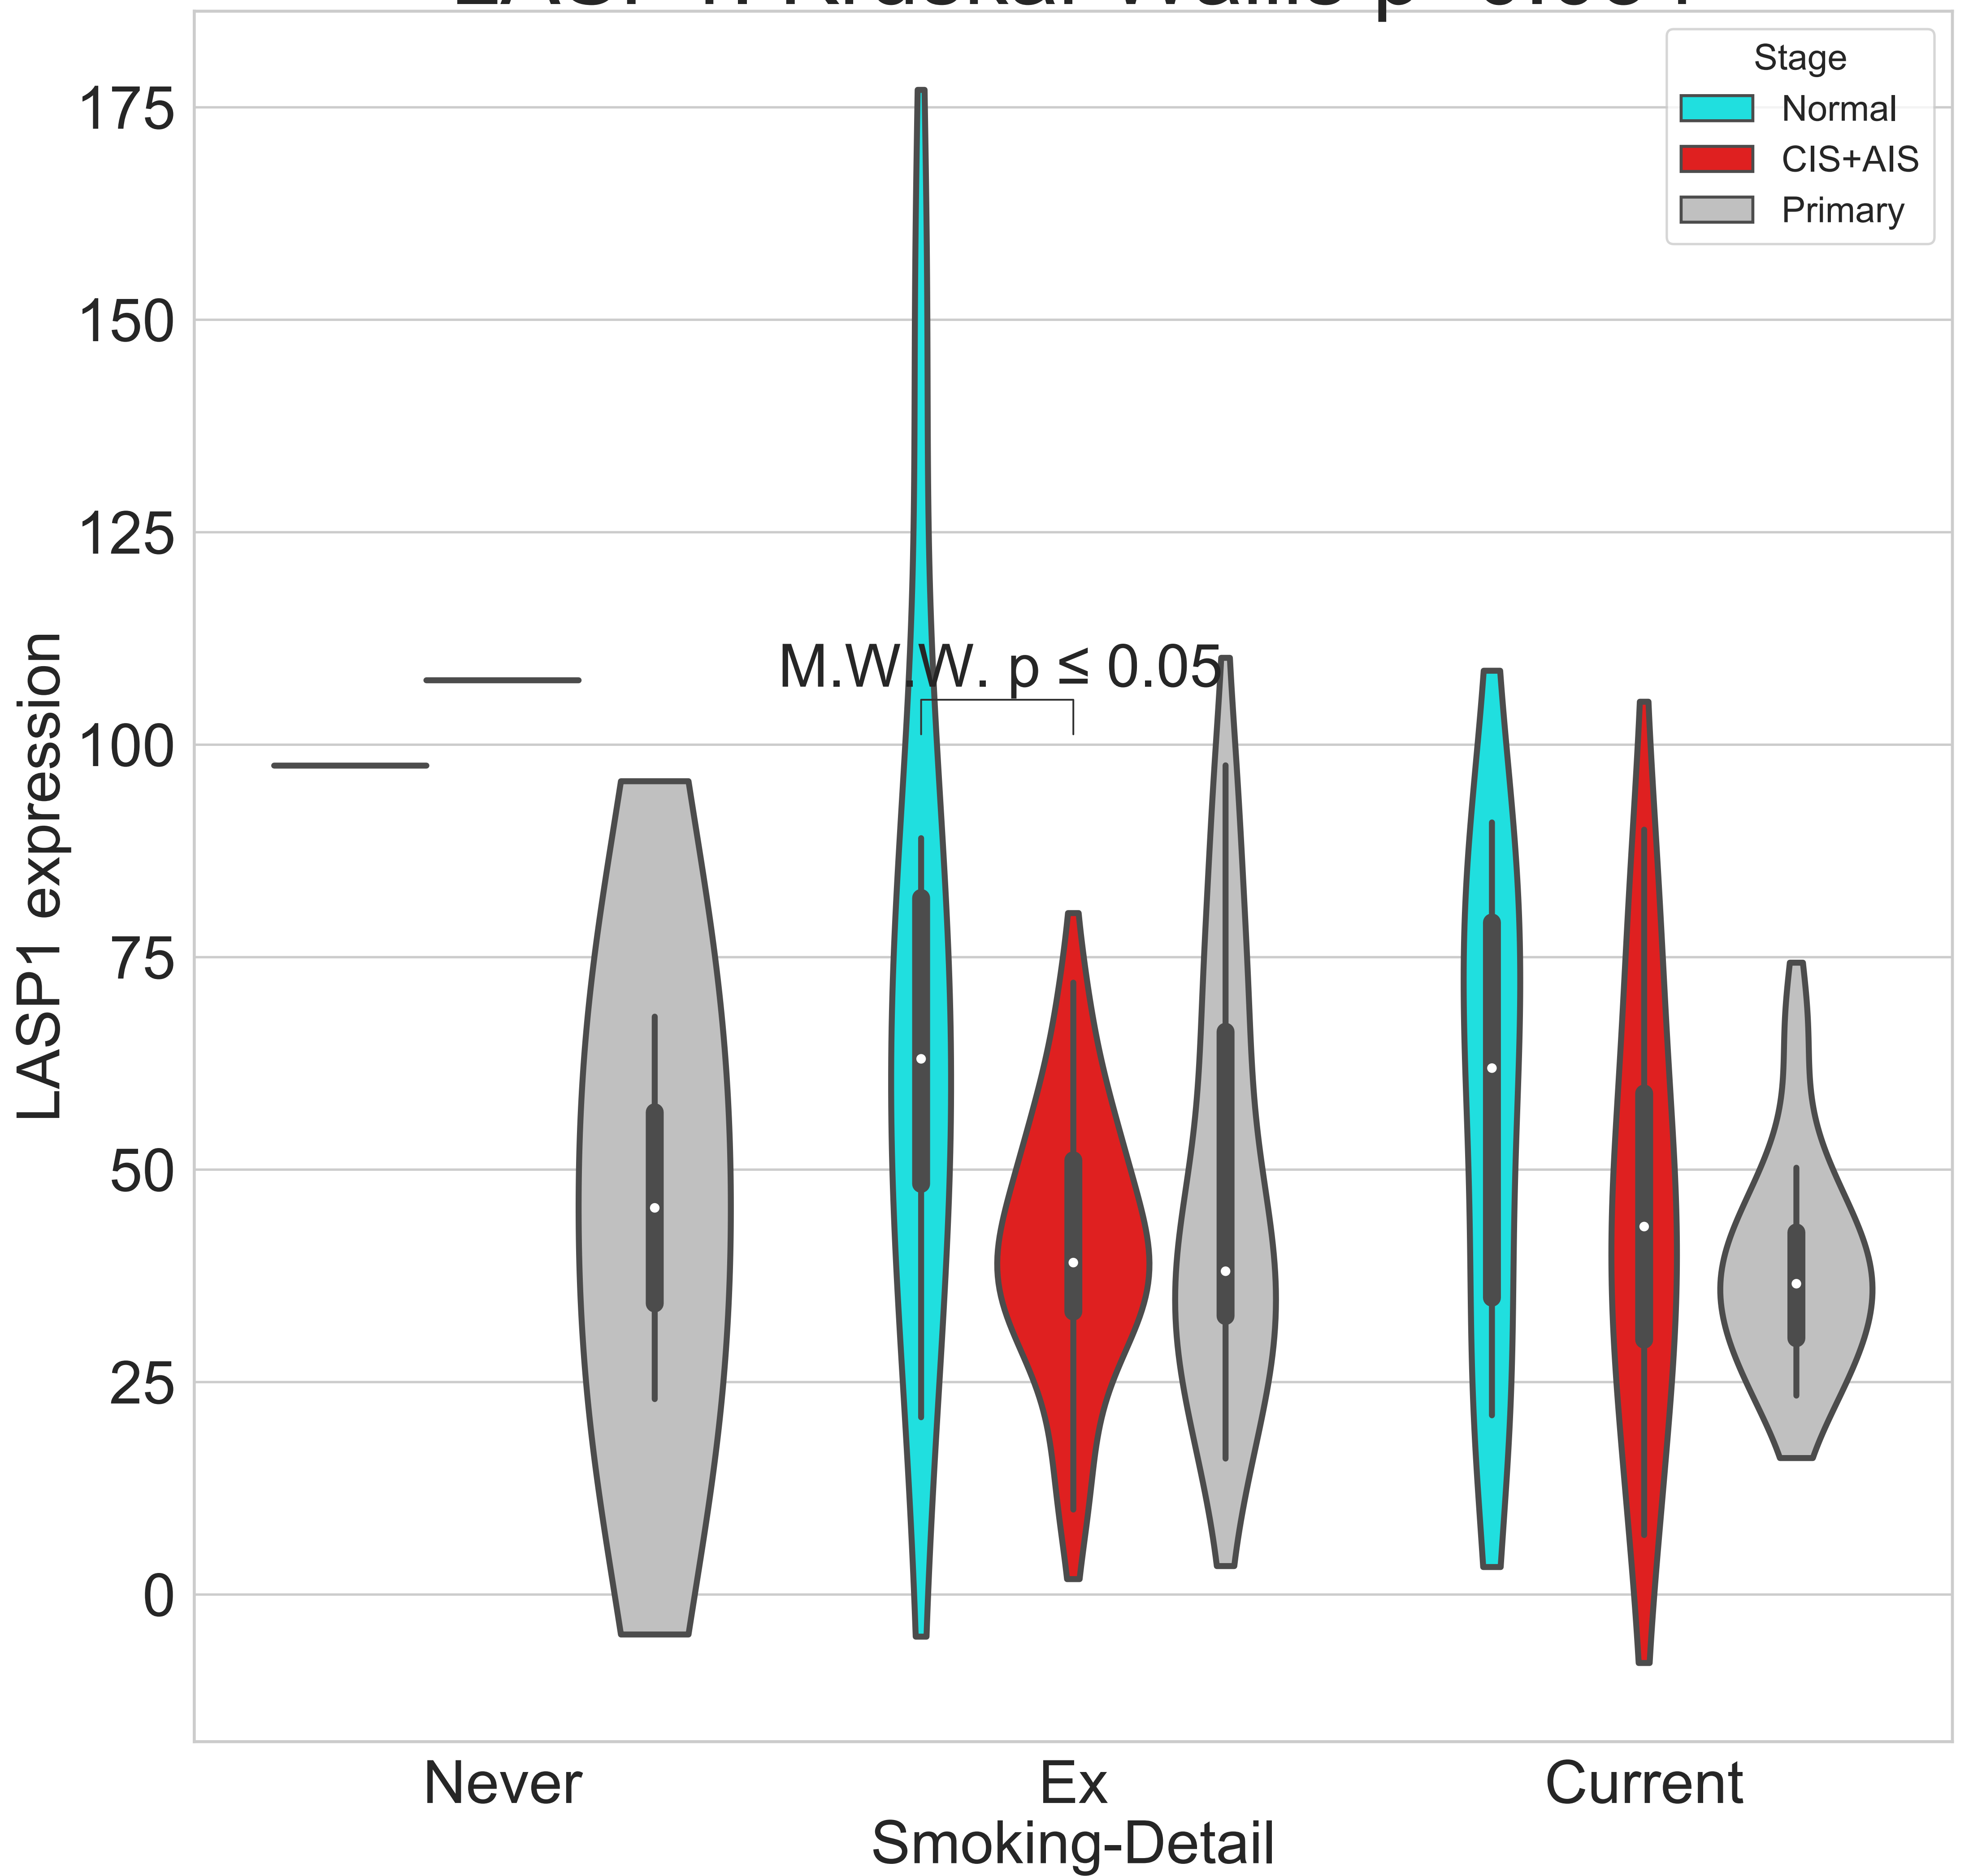 Stage
Normal
CIS+AIS
Primary
175
150
125
100
75
50
25
0
LASP1 expression
M.W.W. p ≤ 0.05
Never
Ex
Current
Smoking-Detail